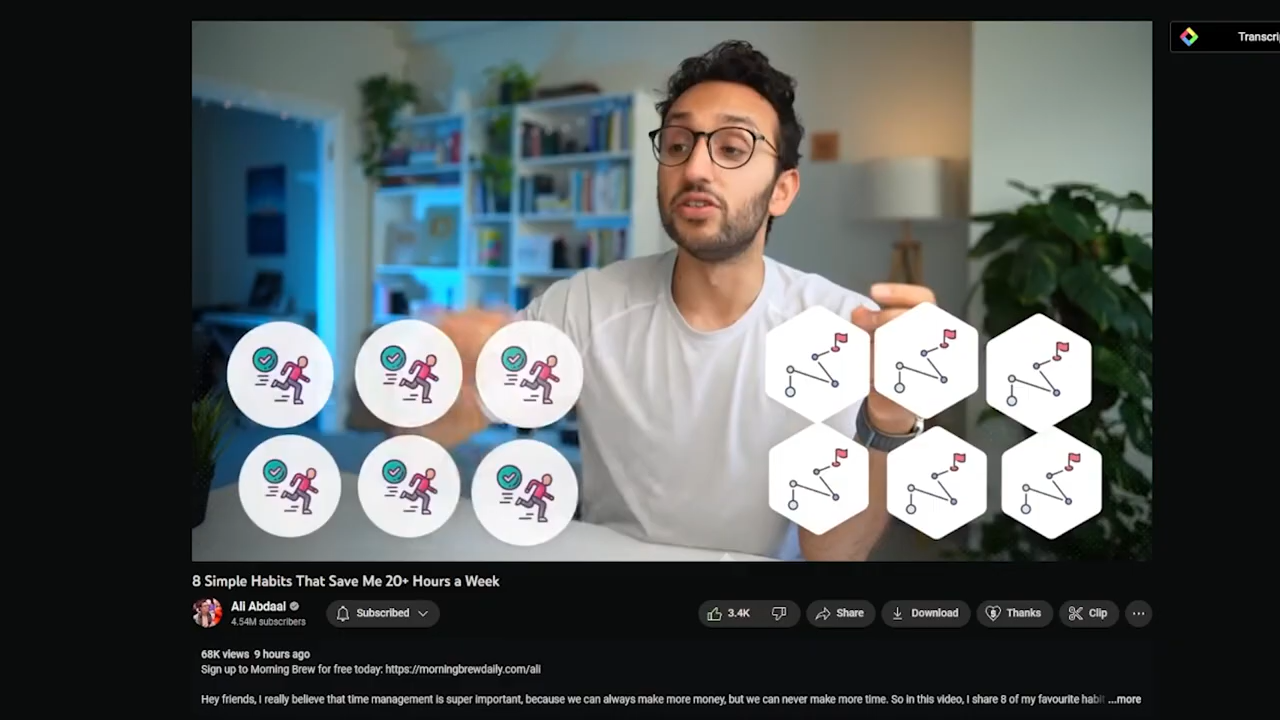 Transcrip
8 Simple Habits That Save Me 20+ Hours a Week
Ali Abdaal
4.54M subscribers
Subscribed
3.4K
Share
Download
Thanks
Clip
68K views 9 hours ago
Sign up to Morning Brew for free today: https://morningbrewdaily.com/ali
Hey friends, I really believe that time management is super important, because we can always make more money, but we can never make more time. So in this video, I share 8 of my favourite habit ...more